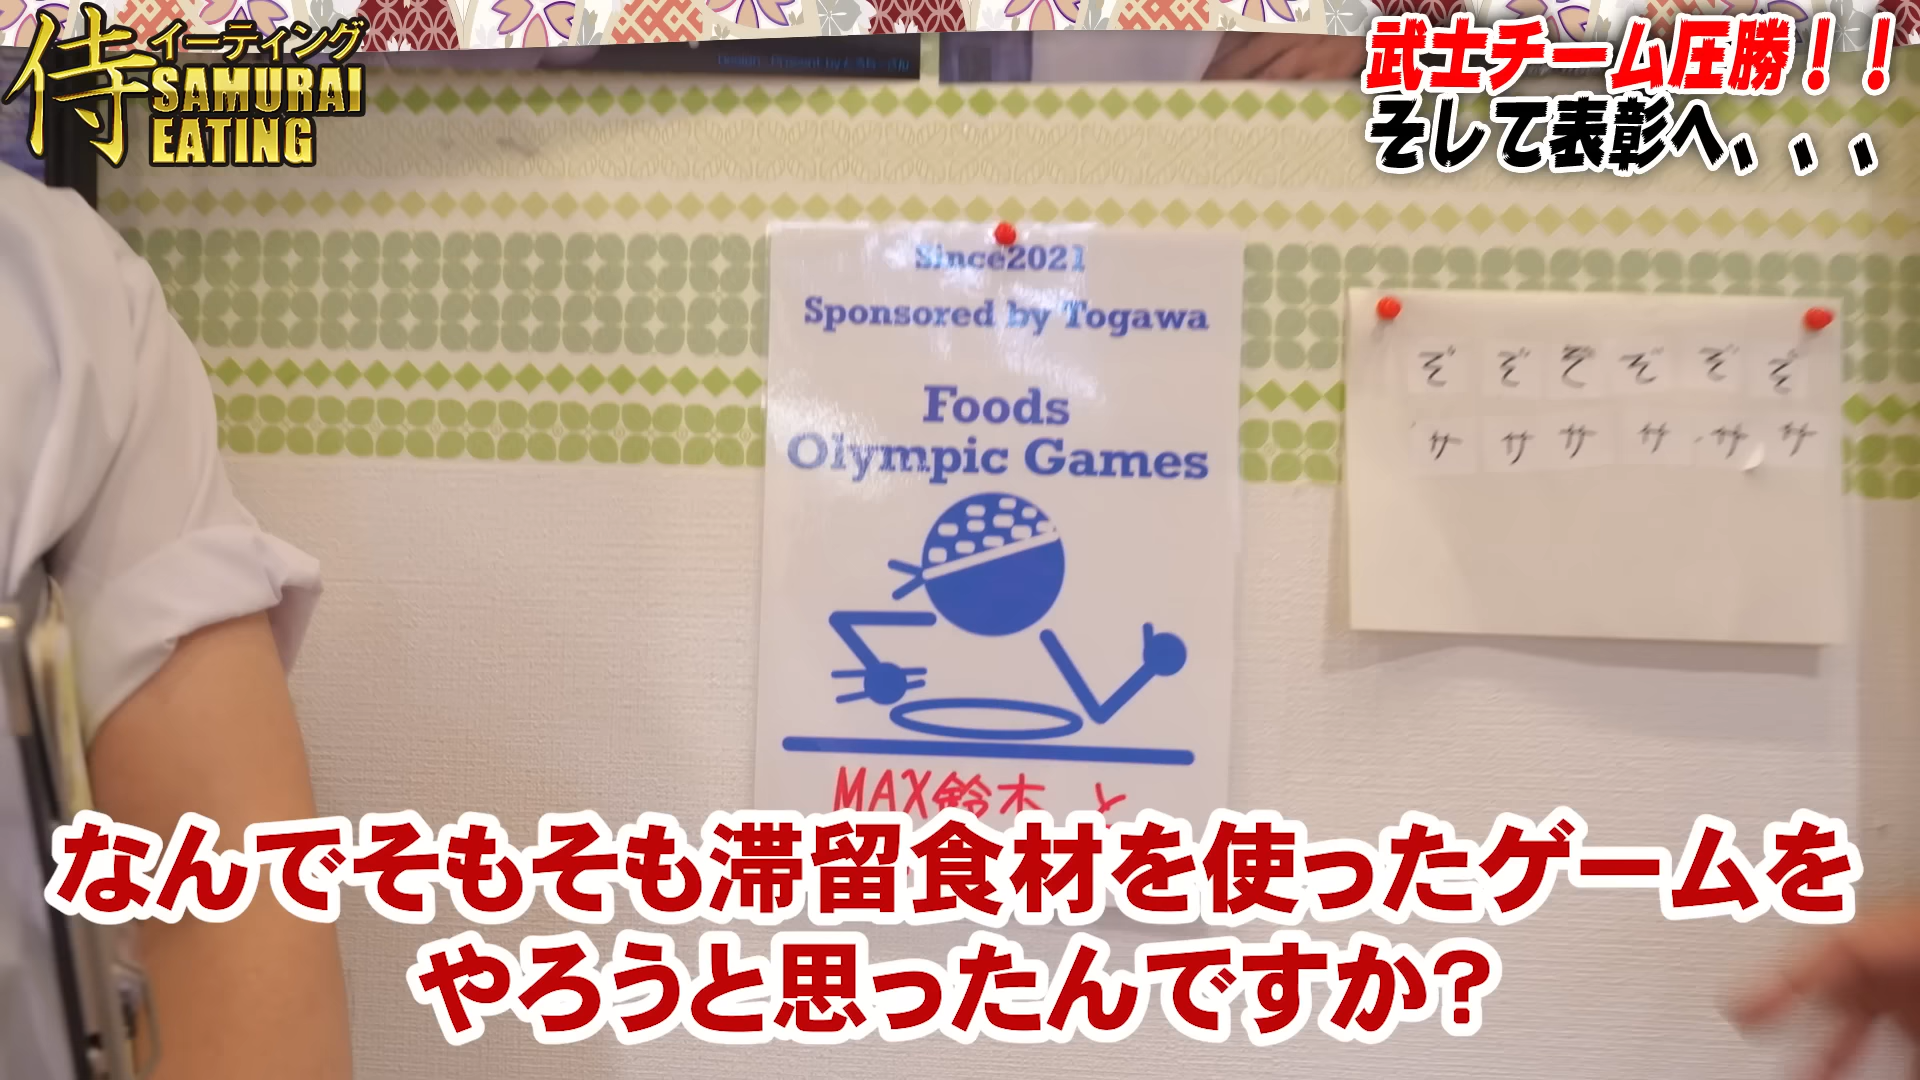 侍イーティング
SAMURAI
EATING
武士チーム圧勝！！
そして表彰へ、、、
Since2021
Sponsored by Togawa
Foods
Olympic Games
MAX鈴木 と
ぞ ぞ ぞ ぞ ぞ ぞ
サ サ サ サ サ サ
なんでそもそも滞留食材を使ったゲームを
やろうと思ったんですか？